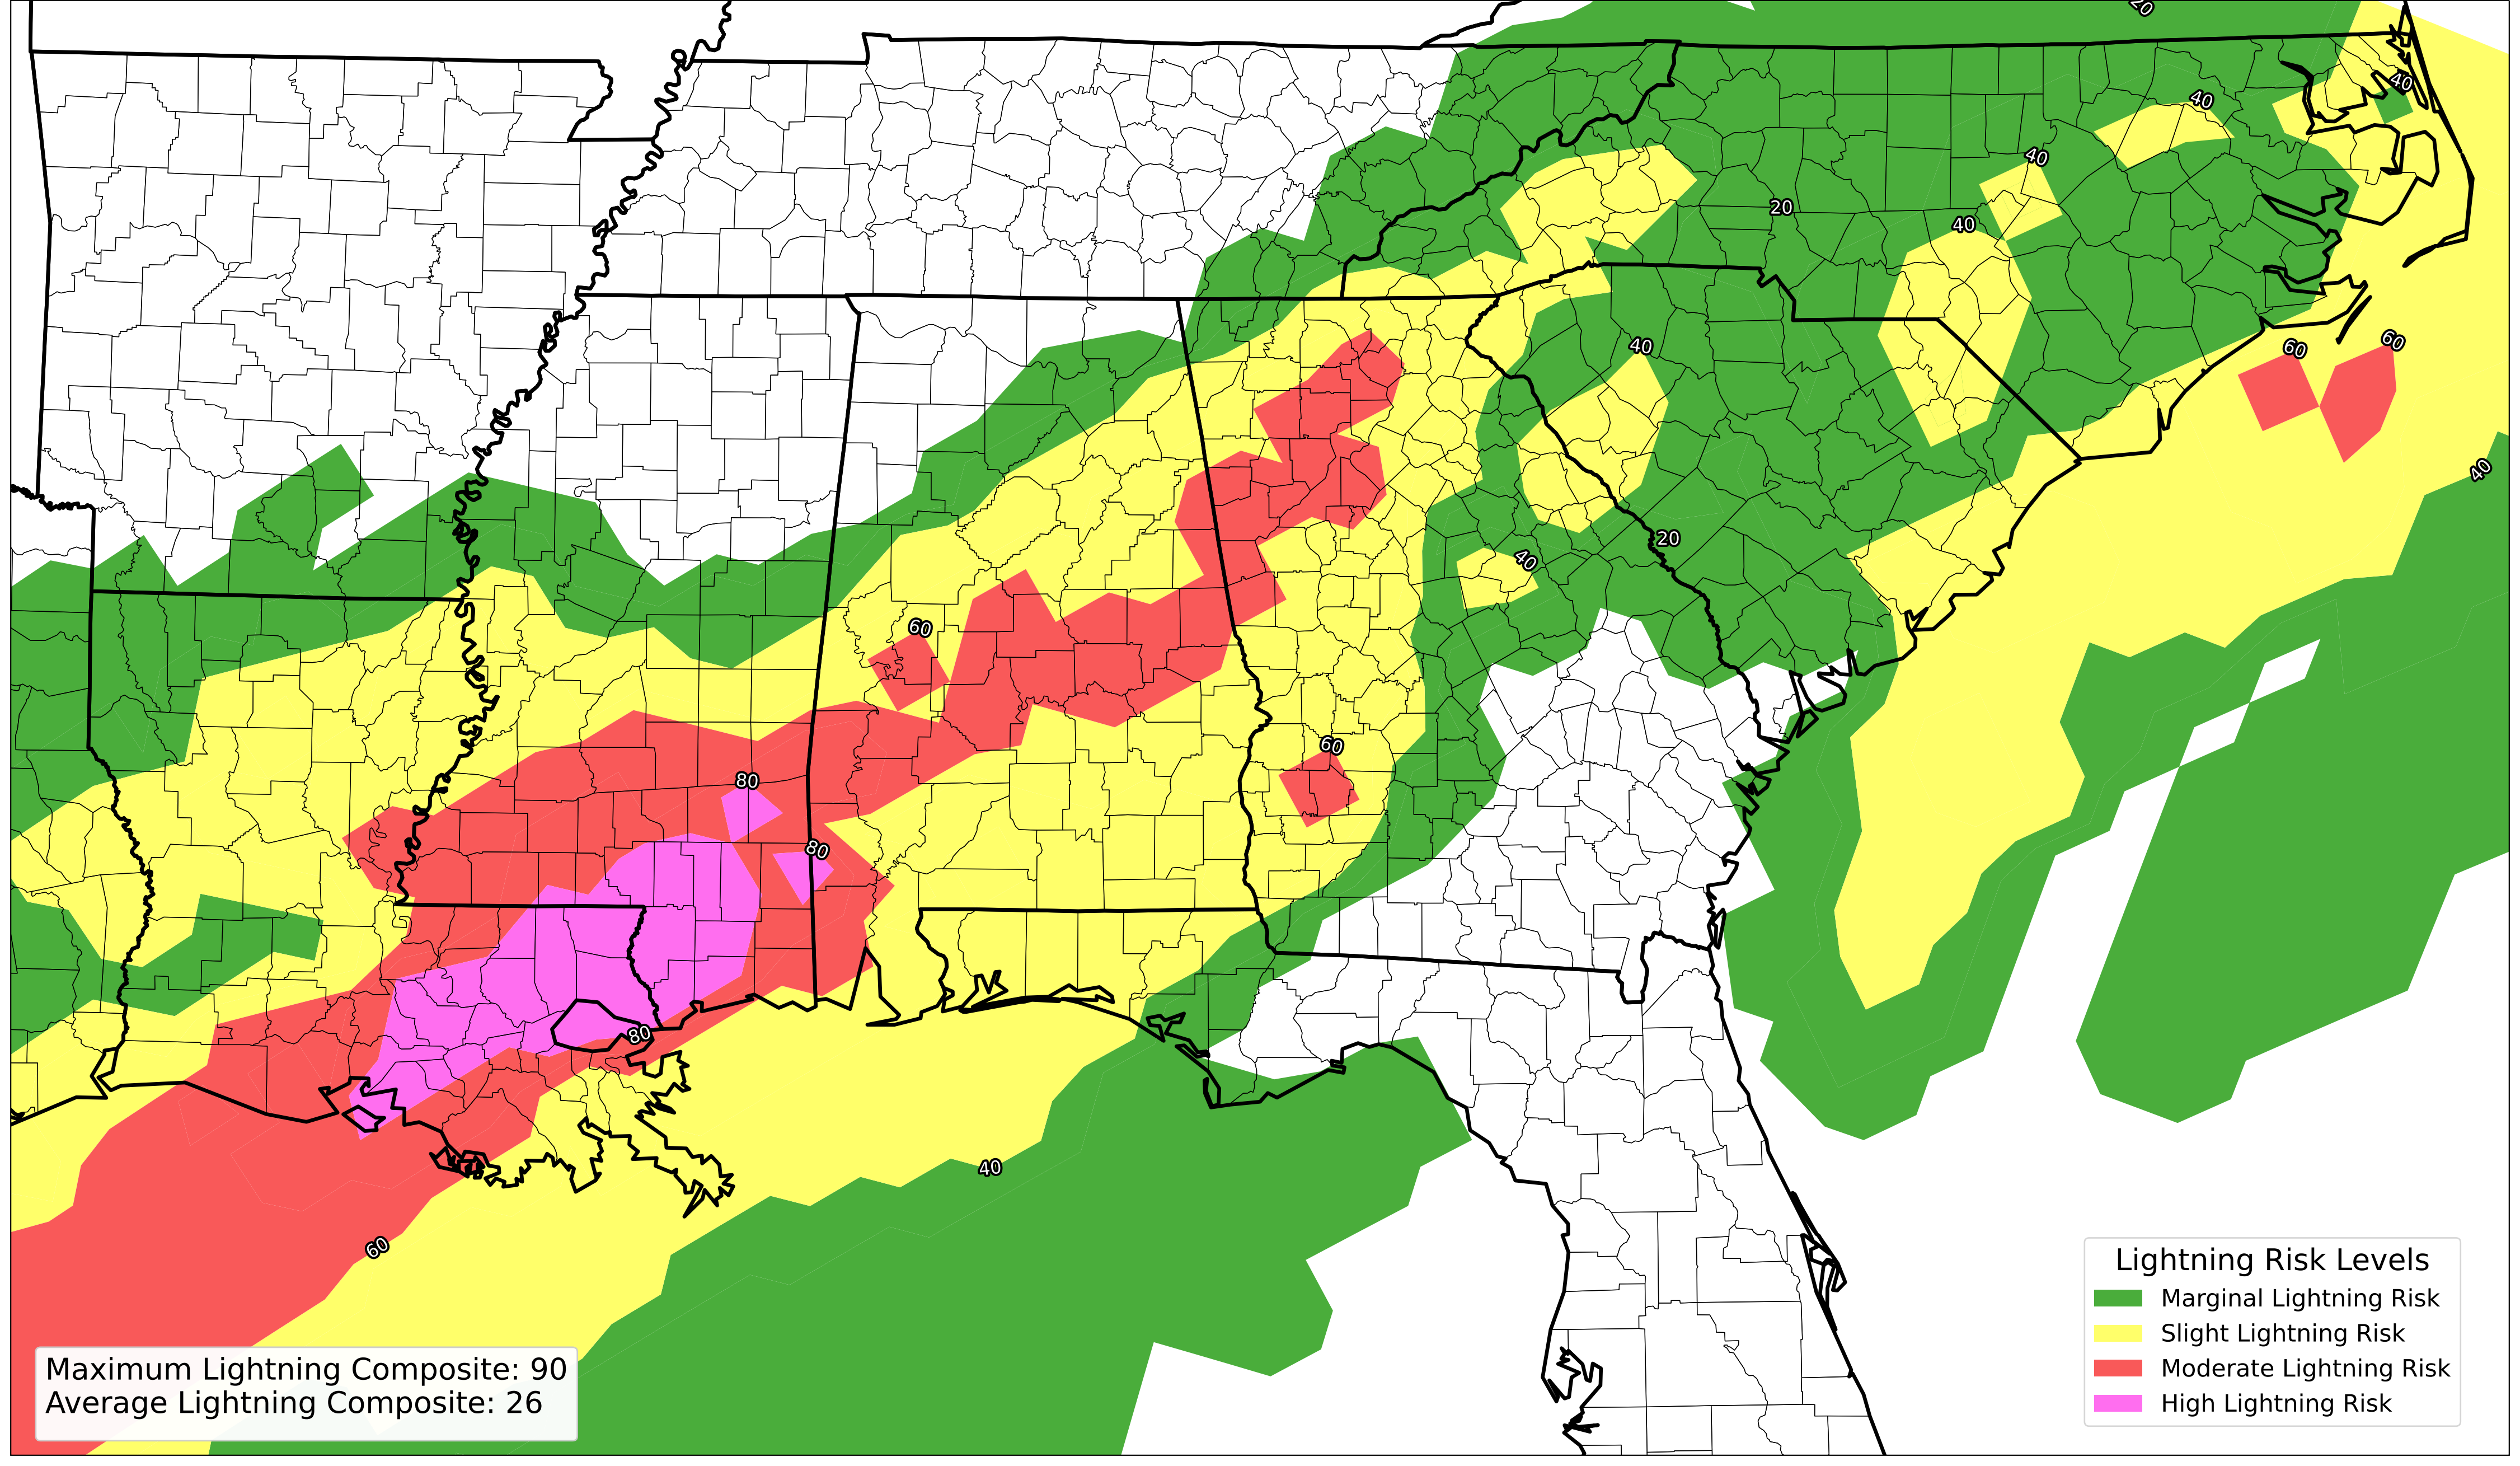 20
40
40
40
20
40
40
60
60
40
20
40
60
60
80
80
80
40
60
Lightning Risk Levels
Marginal Lightning Risk
Slight Lightning Risk
Moderate Lightning Risk
High Lightning Risk
Maximum Lightning Composite: 90
Average Lightning Composite: 26